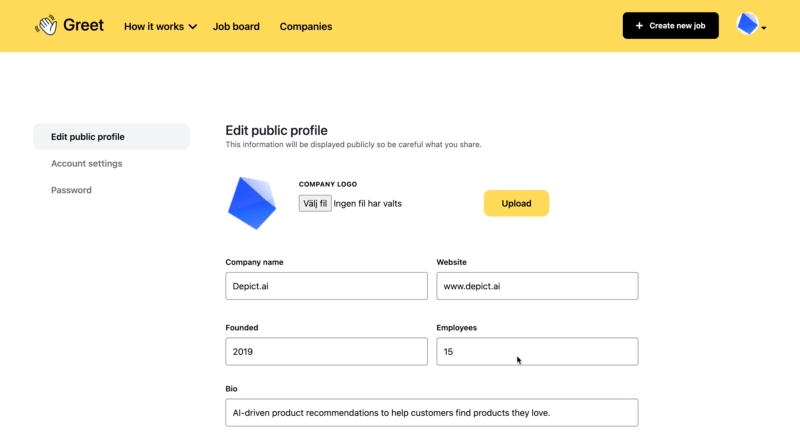 Greet
How it works
Job board
Companies
+ Create new job
Edit public profile
Account settings
Password
Edit public profile
This information will be displayed publicly so be careful what you share.
COMPANY LOGO
Välj fil Ingen fil har valts
Upload
Company name
Depict.ai
Website
www.depict.ai
Founded
2019
Employees
15
Bio
AI-driven product recommendations to help customers find products they love.